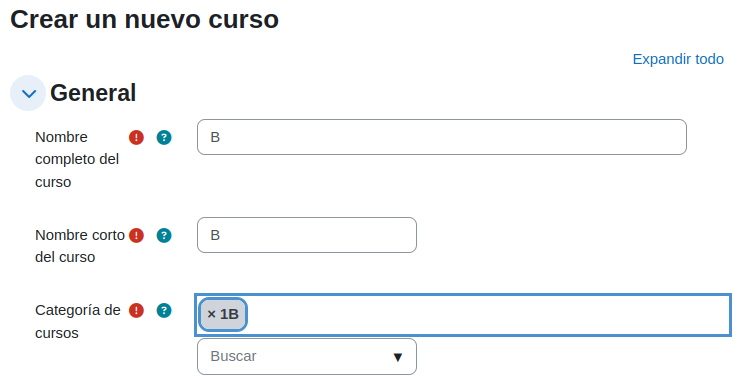 Crear un nuevo curso
Expandir todo
General
Nombre completo del curso
B
Nombre corto del curso
B
Categoría de cursos
× 1B
Buscar